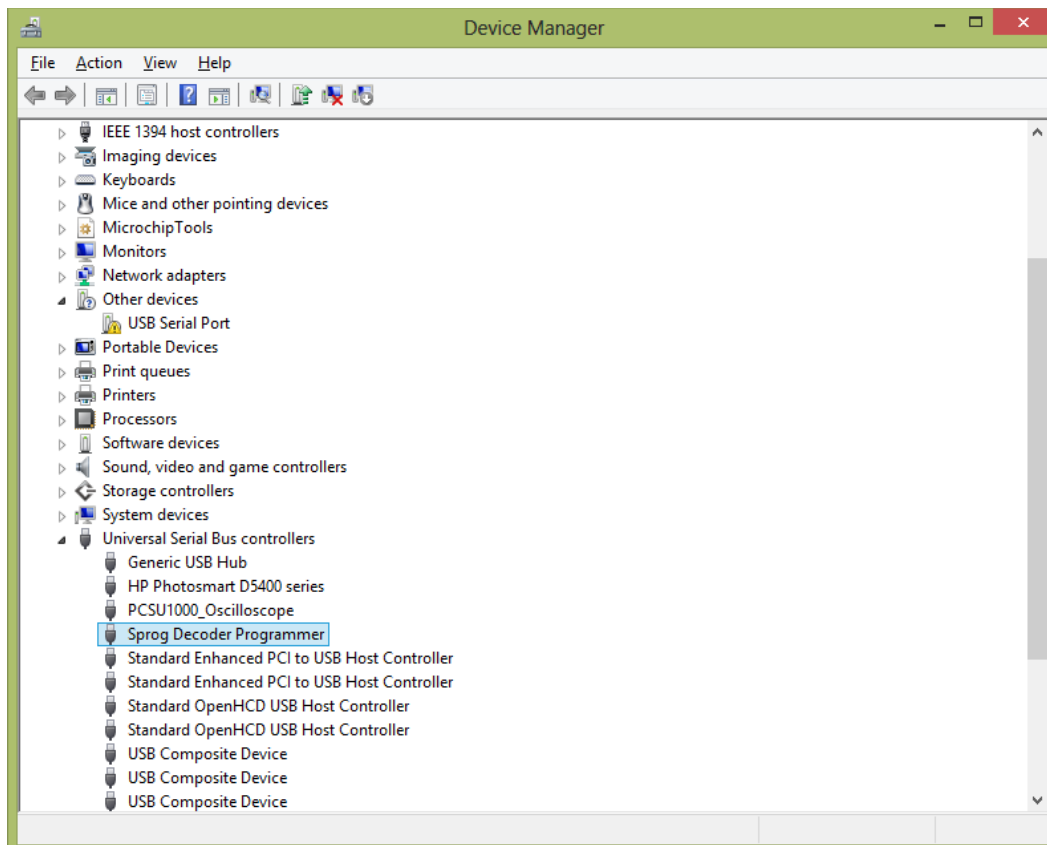 Device Manager
File Action View Help
IEEE 1394 host controllers
Imaging devices
Keyboards
Mice and other pointing devices
MicrochipTools
Monitors
Network adapters
Other devices
USB Serial Port
Portable Devices
Print queues
Printers
Processors
Software devices
Sound, video and game controllers
Storage controllers
System devices
Universal Serial Bus controllers
Generic USB Hub
HP Photosmart D5400 series
PCSU1000_Oscilloscope
Sprog Decoder Programmer
Standard Enhanced PCI to USB Host Controller
Standard Enhanced PCI to USB Host Controller
Standard OpenHCD USB Host Controller
Standard OpenHCD USB Host Controller
USB Composite Device
USB Composite Device
USB Composite Device